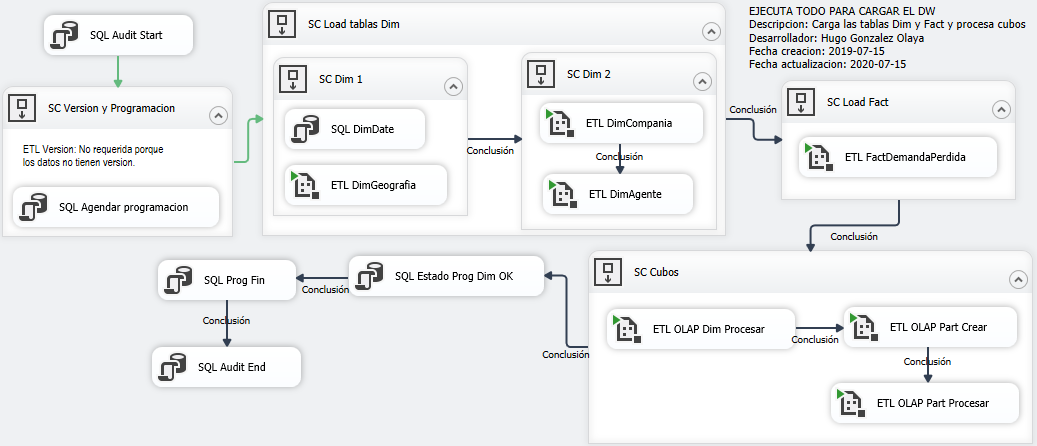 EJECUTA TODO PARA CARGAR EL DW
Descripcion: Carga las tablas Dim y Fact y procesa cubos
Desarrollador: Hugo Gonzalez Olaya
Fecha creacion: 2019-07-15
Fecha actualizacion: 2020-07-15
SQL Audit Start
SC Version y Programacion
ETL Version: No requerida porque
los datos no tienen version.
SQL Agendar programacion
SC Load tablas Dim
SC Dim 1
SQL DimDate
ETL DimGeografia
Conclusión
SC Dim 2
ETL DimCompania
Conclusión
ETL DimAgente
Conclusión
SC Load Fact
ETL FactDemandaPerdida
Conclusión
SC Cubos
ETL OLAP Dim Procesar
Conclusión
ETL OLAP Part Crear
Conclusión
ETL OLAP Part Procesar
Conclusión
SQL Estado Prog Dim OK
Conclusión
SQL Prog Fin
Conclusión
SQL Audit End